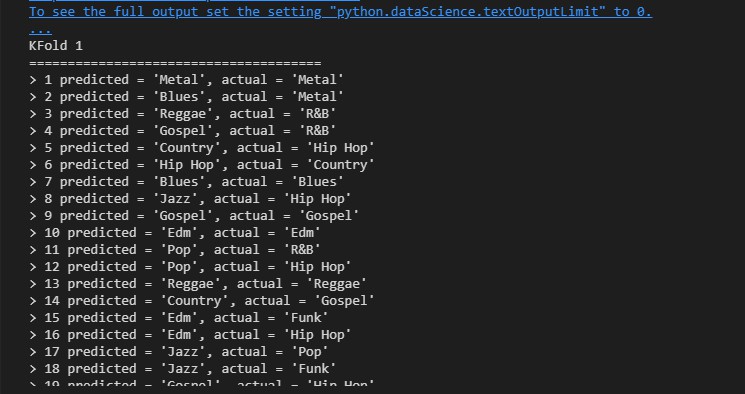 To see the full output set the setting "python.dataScience.textOutputLimit" to 0.
...
KFold 1
======================================
> 1 predicted = 'Metal', actual = 'Metal'
> 2 predicted = 'Blues', actual = 'Metal'
> 3 predicted = 'Reggae', actual = 'R&B'
> 4 predicted = 'Gospel', actual = 'R&B'
> 5 predicted = 'Country', actual = 'Hip Hop'
> 6 predicted = 'Hip Hop', actual = 'Country'
> 7 predicted = 'Blues', actual = 'Blues'
> 8 predicted = 'Jazz', actual = 'Hip Hop'
> 9 predicted = 'Gospel', actual = 'Gospel'
> 10 predicted = 'Edm', actual = 'Edm'
> 11 predicted = 'Pop', actual = 'R&B'
> 12 predicted = 'Pop', actual = 'Hip Hop'
> 13 predicted = 'Reggae', actual = 'Reggae'
> 14 predicted = 'Country', actual = 'Gospel'
> 15 predicted = 'Edm', actual = 'Funk'
> 16 predicted = 'Edm', actual = 'Hip Hop'
> 17 predicted = 'Jazz', actual = 'Pop'
> 18 predicted = 'Jazz', actual = 'Funk'
> 19 predicted = 'Gospel', actual = 'Hip Hop'